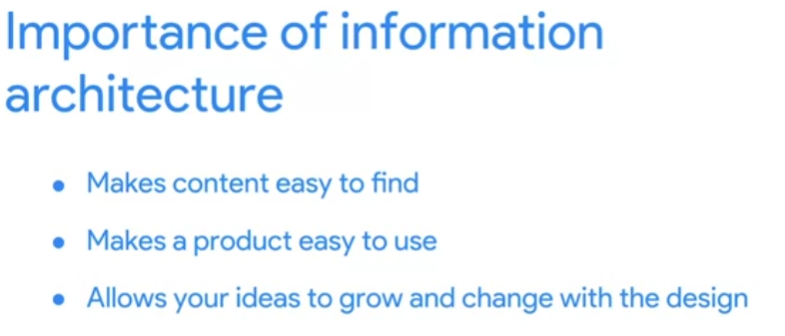 Importance of information
architecture
● Makes content easy to find
● Makes a product easy to use
● Allows your ideas to grow and change with the design